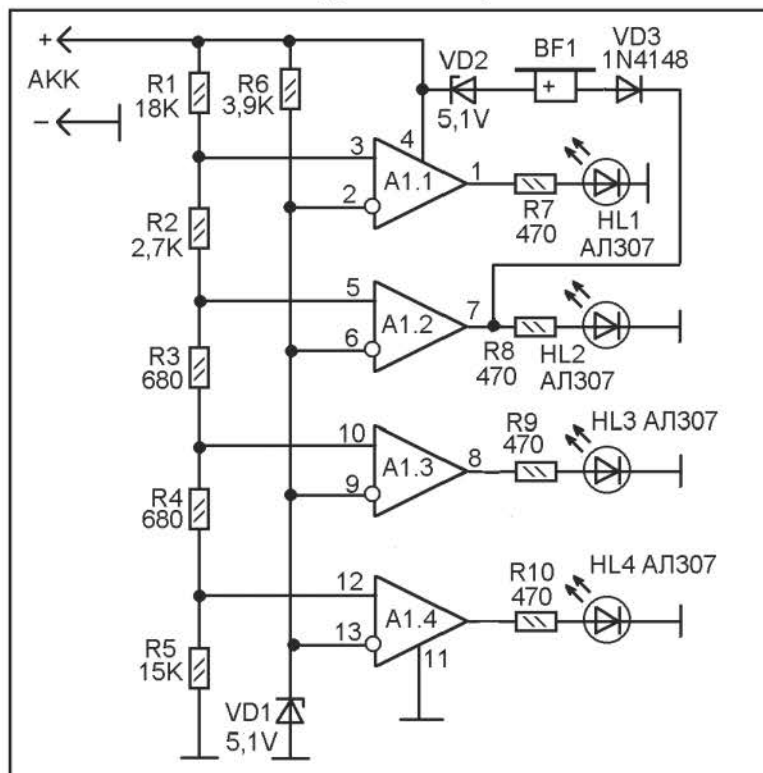 +
АКК
–
R1
18K
R6
3,9K
VD2
5,1V
BF1
+
VD3
1N4148
3
4
2
A1.1
1
R7
470
HL1
АЛ307
R2
2,7K
5
6
A1.2
7
R8
470
HL2
АЛ307
R3
680
10
9
A1.3
8
R9
470
HL3 АЛ307
R4
680
12
13
A1.4
11
R10
470
HL4 АЛ307
R5
15K
VD1
5,1V